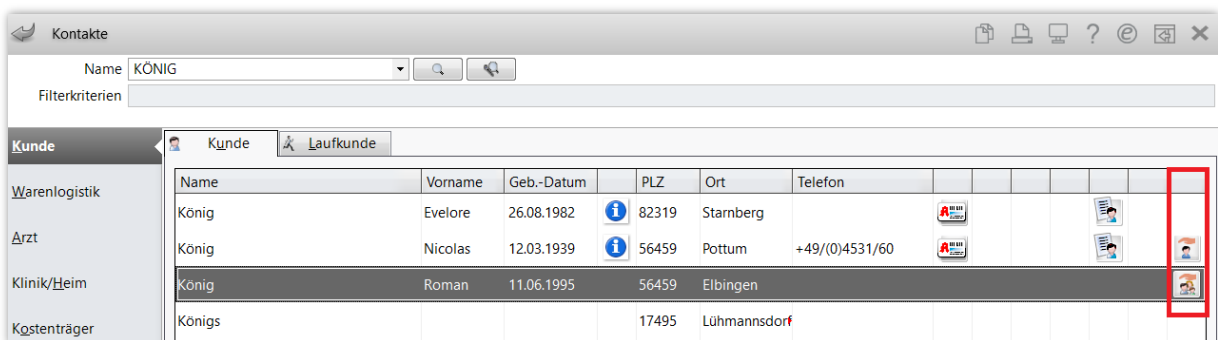 Kontakte
Name KÖNIG
Filterkriterien
Kunde
Warenlogistik
Arzt
Klinik/Heim
Kostenträger
Kunde Laufkunde
Name Vorname Geb.-Datum PLZ Ort Telefon
König Evelore 26.08.1982 82319 Starnberg
König Nicolas 12.03.1939 56459 Pottum +49/(0)4531/60
König Roman 11.06.1995 56459 Elbingen
Königs 17495 Lühmannsdorf